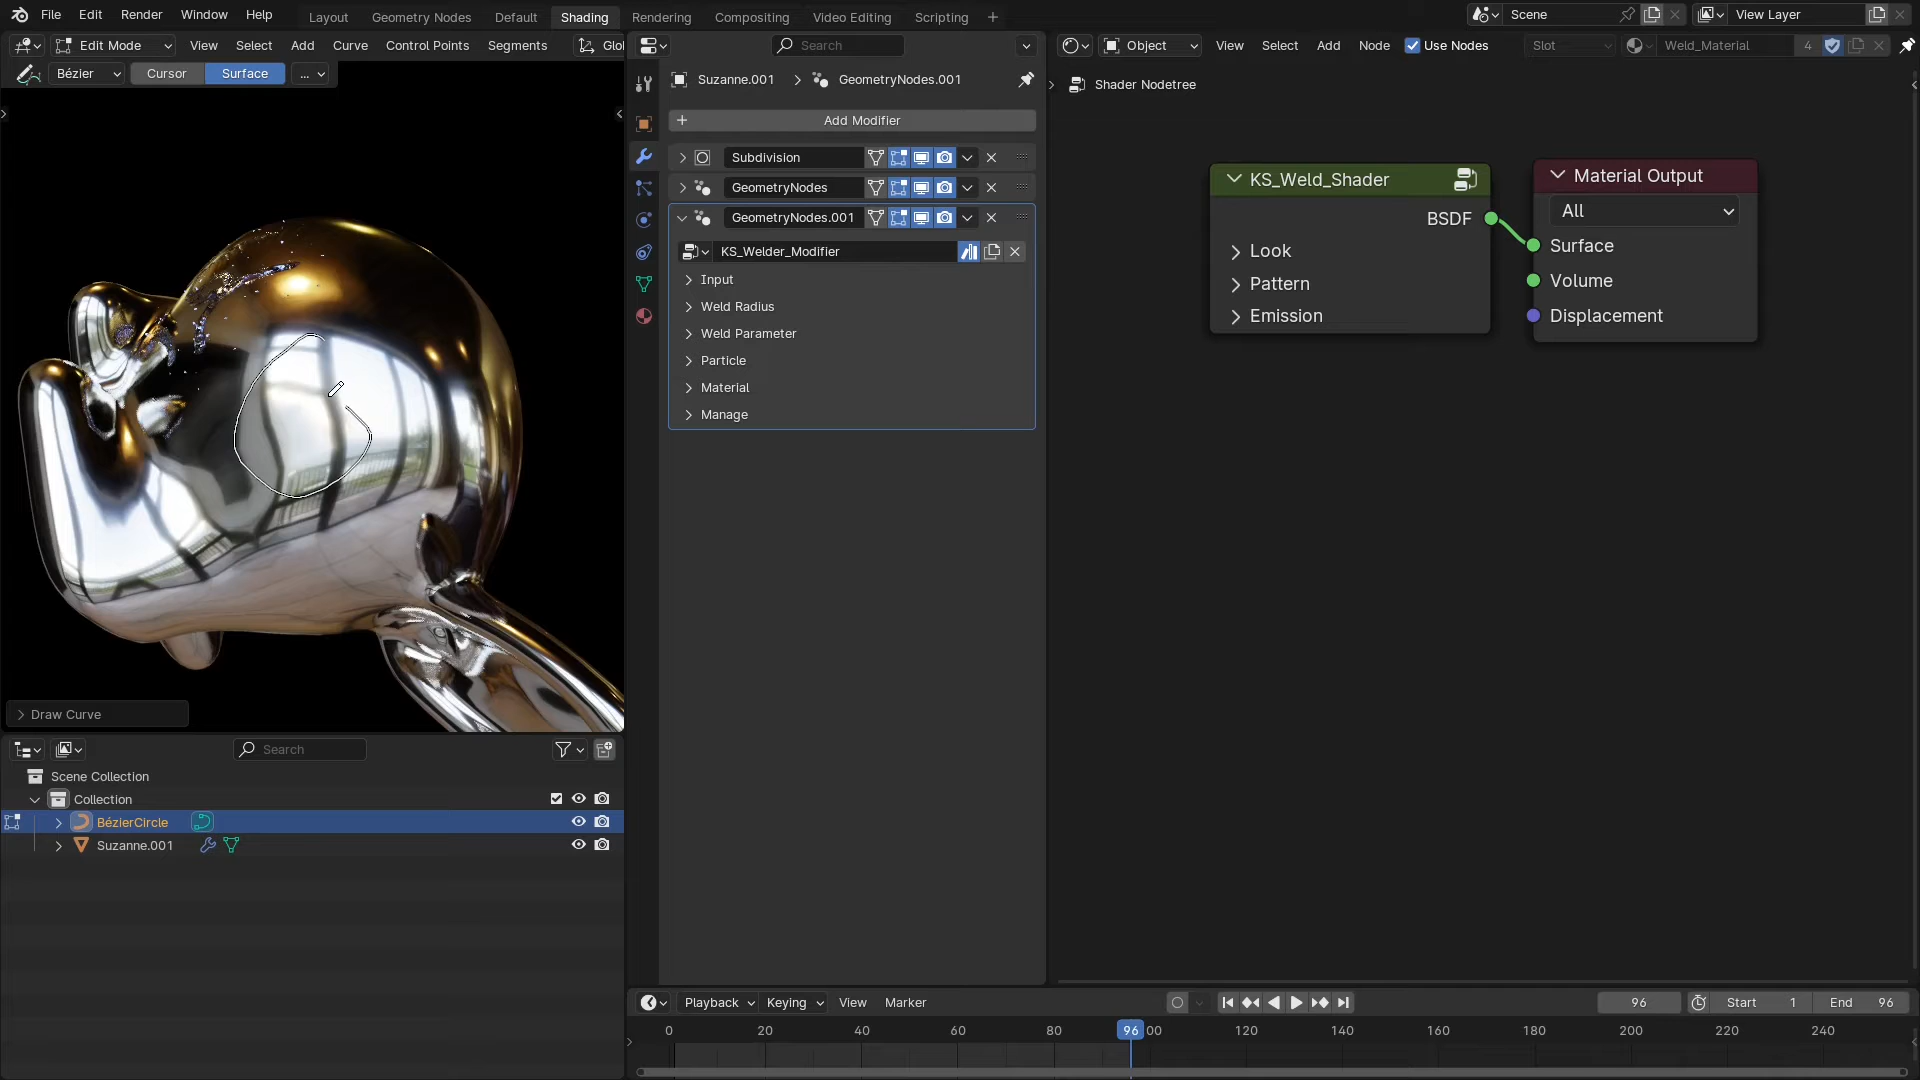 File Edit Render Window Help
Layout Geometry Nodes Default Shading Rendering Compositing Video Editing Scripting +
Scene
View Layer
Edit Mode View Select Add Curve Control Points Segments Glo
Bézier Cursor Surface ...
Draw Curve
Search
Scene Collection
Collection
BézierCircle
Suzanne.001
Search
Suzanne.001 > GeometryNodes.001
+ Add Modifier
Subdivision
GeometryNodes
GeometryNodes.001
KS_Welder_Modifier
Input
Weld Radius
Weld Parameter
Particle
Material
Manage
Object View Select Add Node Use Nodes Slot Weld_Material 4
Shader Nodetree
KS_Weld_Shader
BSDF
Look
Pattern
Emission
Material Output
All
Surface
Volume
Displacement
Playback Keying View Marker
96 Start 1 End 96
0 20 40 60 80 96 00 120 140 160 180 200 220 240